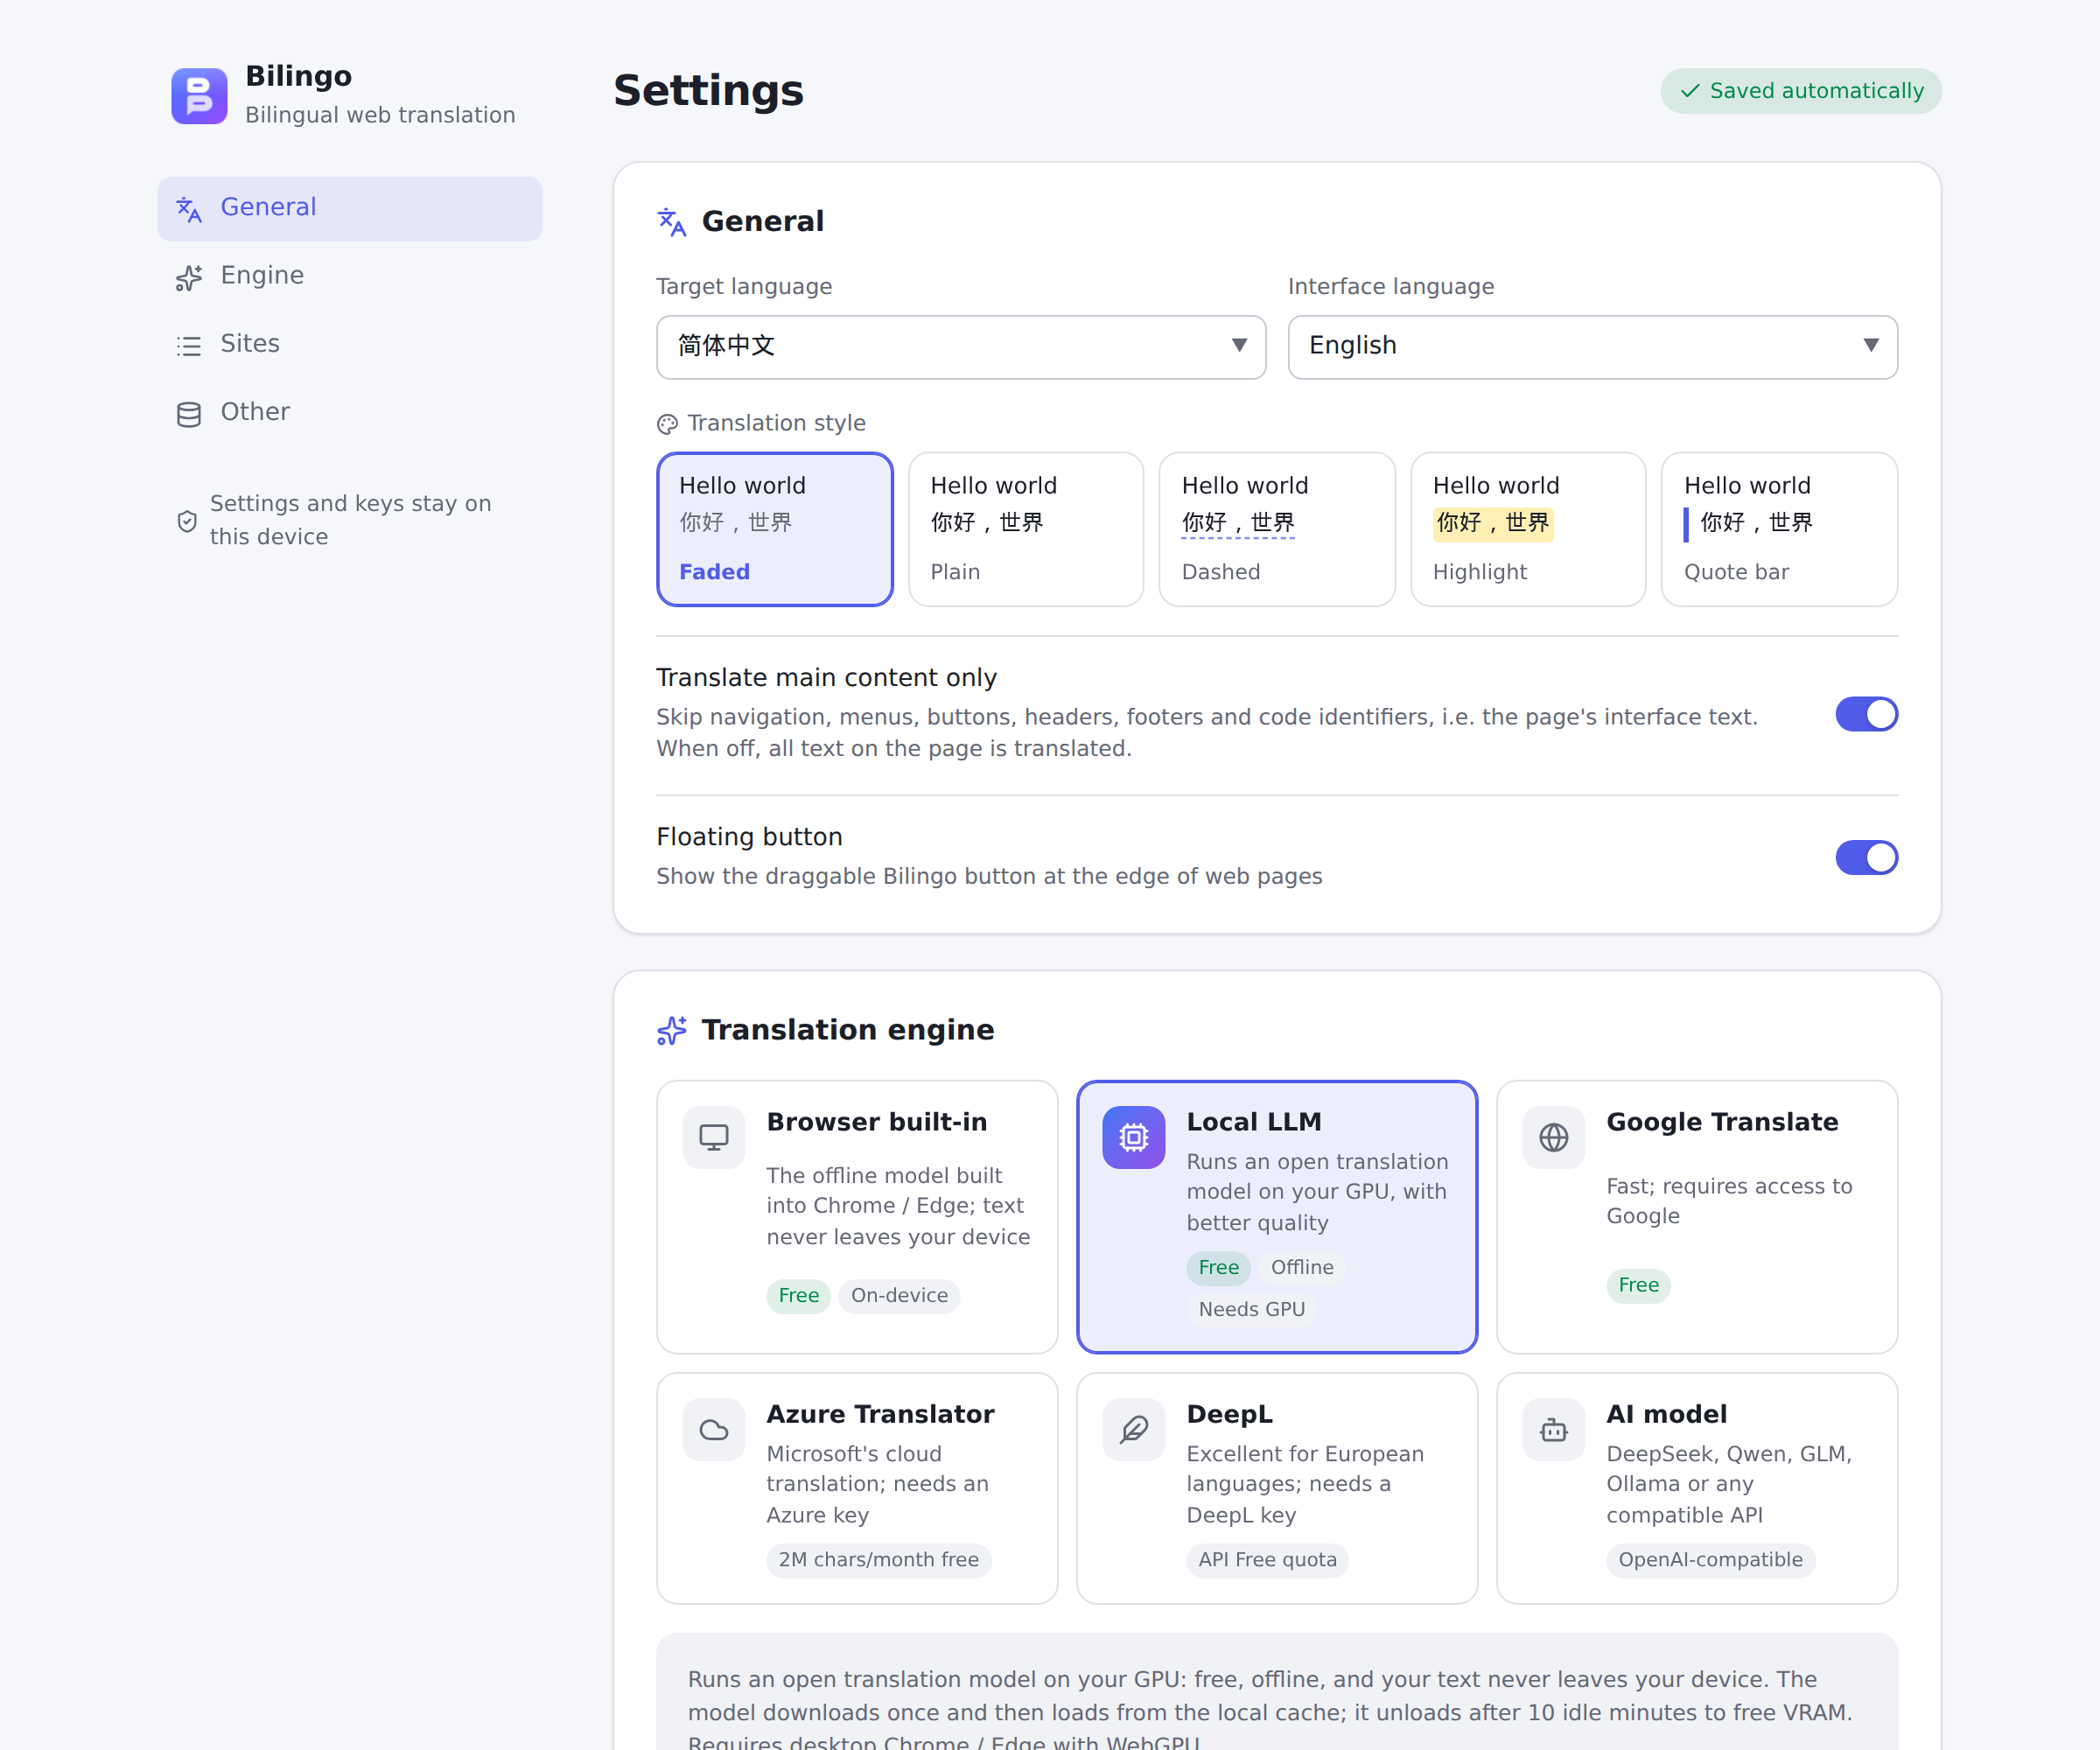 Bilingo
Bilingual web translation
General
Engine
Sites
Other
Settings and keys stay on
this device
Settings
Saved automatically
General
Target language
Interface language
简体中文
English
Translation style
Hello world
你好，世界
Faded
Hello world
你好，世界
Plain
Hello world
你好，世界
Dashed
Hello world
你好，世界
Highlight
Hello world
你好，世界
Quote bar
Translate main content only
Skip navigation, menus, buttons, headers, footers and code identifiers, i.e. the page's interface text.
When off, all text on the page is translated.
Floating button
Show the draggable Bilingo button at the edge of web pages
Translation engine
Browser built-in
The offline model built
into Chrome / Edge; text
never leaves your device
Free
On-device
Local LLM
Runs an open translation
model on your GPU, with
better quality
Free
Offline
Needs GPU
Google Translate
Fast; requires access to
Google
Free
Azure Translator
Microsoft's cloud
translation; needs an
Azure key
2M chars/month free
DeepL
Excellent for European
languages; needs a
DeepL key
API Free quota
AI model
DeepSeek, Qwen, GLM,
Ollama or any
compatible API
OpenAI-compatible
Runs an open translation model on your GPU: free, offline, and your text never leaves your device. The
model downloads once and then loads from the local cache; it unloads after 10 idle minutes to free VRAM.
Requires desktop Chrome / Edge with WebGPU